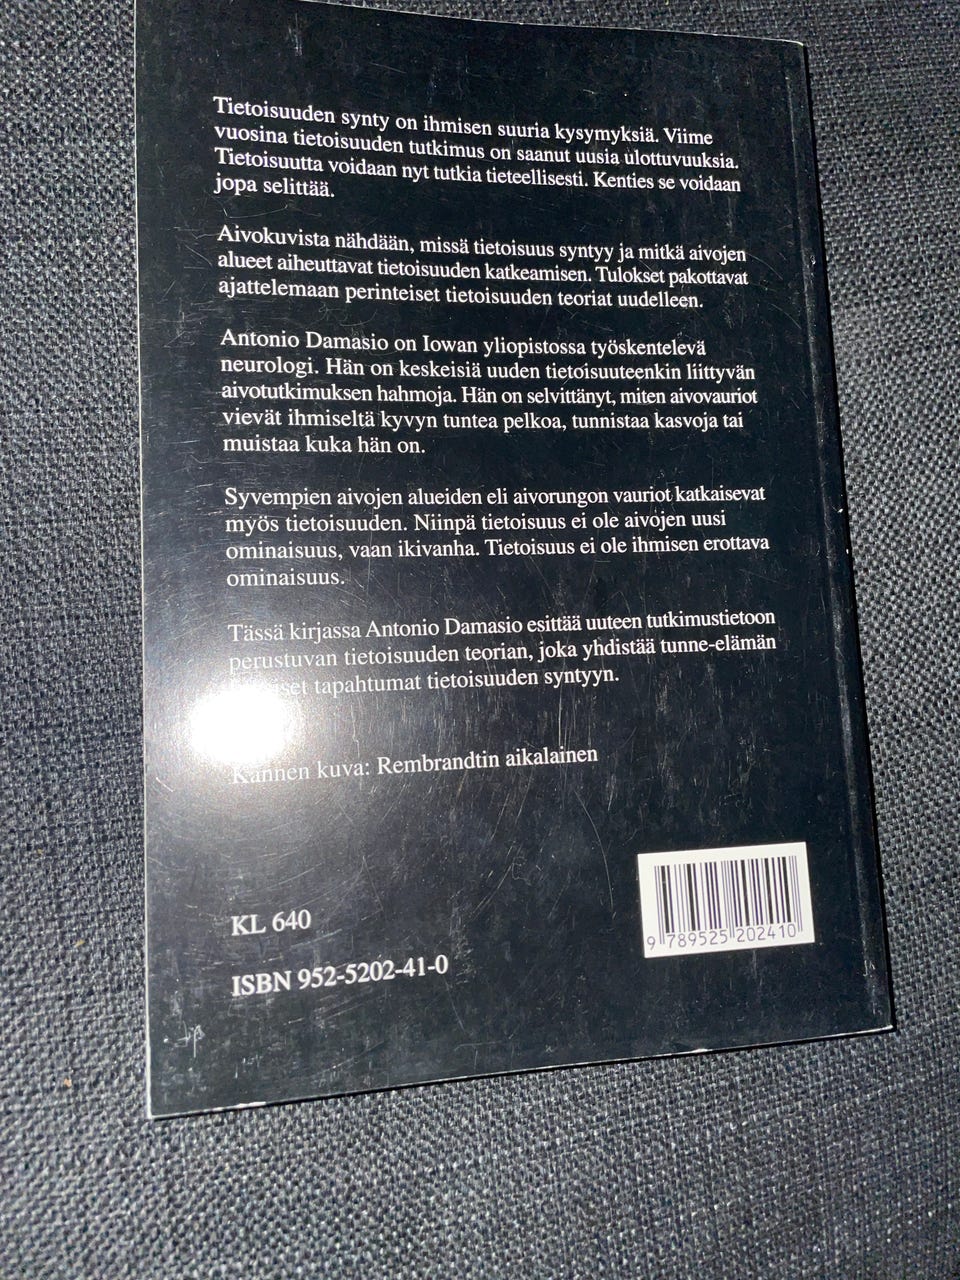 Tietoisuuden synty on ihmisen suuria kysymyksiä. Viime
vuosina tietoisuuden tutkimus on saanut uusia ulottuvuuksia.
Tietoisuutta voidaan nyt tutkia tieteellisesti. Kenties se voidaan
jopa selittää.
Aivokuvista nähdään, missä tietoisuus syntyy ja mitkä aivojen
alueet aiheuttavat tietoisuuden katkeamisen. Tulokset pakottavat
ajattelemaan perinteiset tietoisuuden teoriat uudelleen.
Antonio Damasio on Iowan yliopistossa työskentelevä
neurologi. Hän on keskeisiä uuden tietoisuuteenkin liittyvän
aivotutkimuksen hahmoja. Hän on selvittänyt, miten aivovauriot
vievät ihmiseltä kyvyn tuntea pelkoa, tunnistaa kasvoja tai
muistaa kuka hän on.
Syvempien aivojen alueiden eli aivorungon vauriot katkaisevat
myös tietoisuuden. Niinpä tietoisuus ei ole aivojen uusi
ominaisuus, vaan ikivanha. Tietoisuus ei ole ihmisen erottava
ominaisuus.
Tässä kirjassa Antonio Damasio esittää uuteen tutkimustietoon
perustuvan tietoisuuden teorian, joka yhdistää tunne-elämän
tapahtumat tietoisuuden syntyyn.
Kannen kuva: Rembrandtin aikalainen
KL 640
ISBN 952-5202-41-0
9 789525 202410